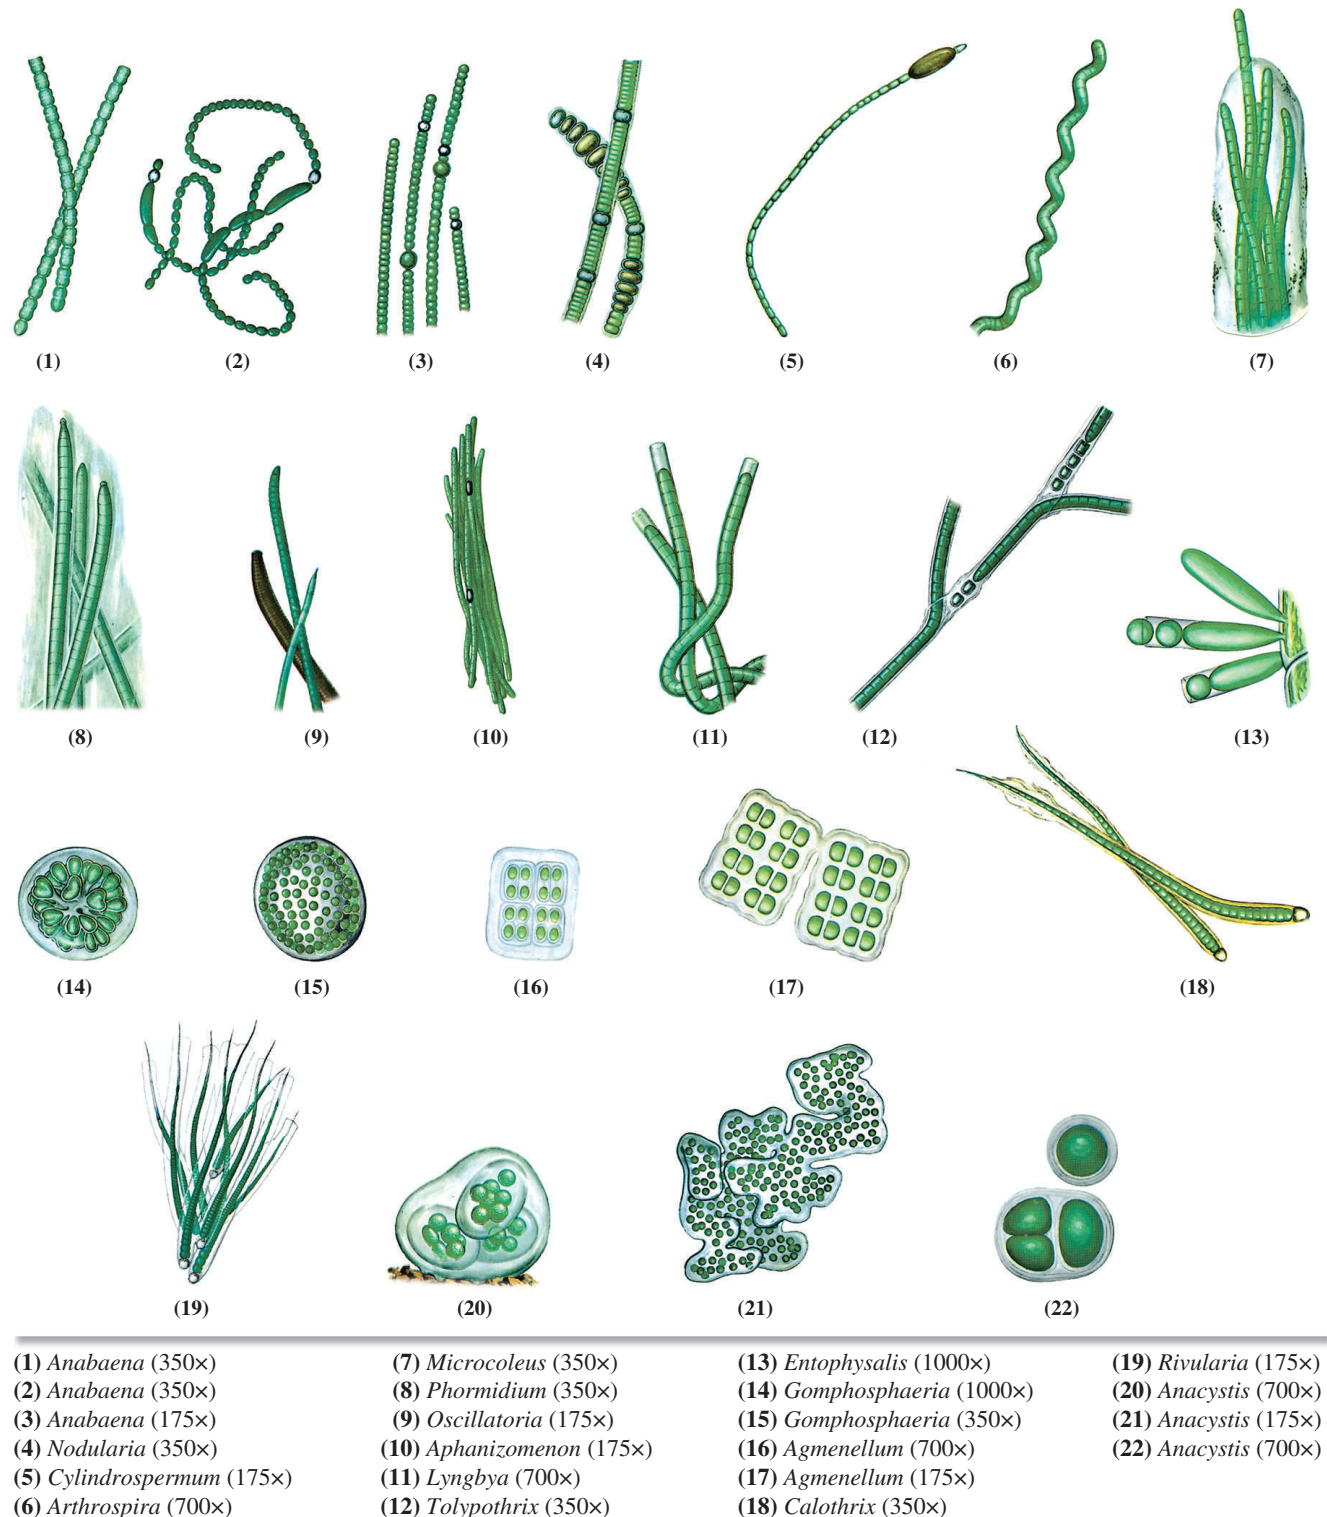 (1) (2) (3) (4) (5) (6) (7)
(8) (9) (10) (11) (12) (13)
(14) (15) (16) (17) (18)
(19) (20) (21) (22)
(1) Anabaena (350×)
(2) Anabaena (350×)
(3) Anabaena (175×)
(4) Nodularia (350×)
(5) Cylindrospermum (175×)
(6) Arthrospira (700×)
(7) Microcoleus (350×)
(8) Phormidium (350×)
(9) Oscillatoria (175×)
(10) Aphanizomenon (175×)
(11) Lyngbya (700×)
(12) Tolypothrix (350×)
(13) Entophysalis (1000×)
(14) Gomphosphaeria (1000×)
(15) Gomphosphaeria (350×)
(16) Agmenellum (700×)
(17) Agmenellum (175×)
(18) Calothrix (350×)
(19) Rivularia (175×)
(20) Anacystis (700×)
(21) Anacystis (175×)
(22) Anacystis (700×)